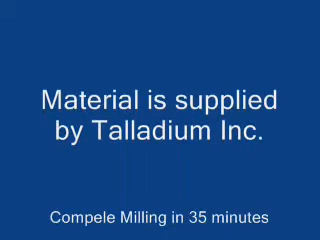 Material is supplied
by Talladium Inc.
Compele Milling in 35 minutes